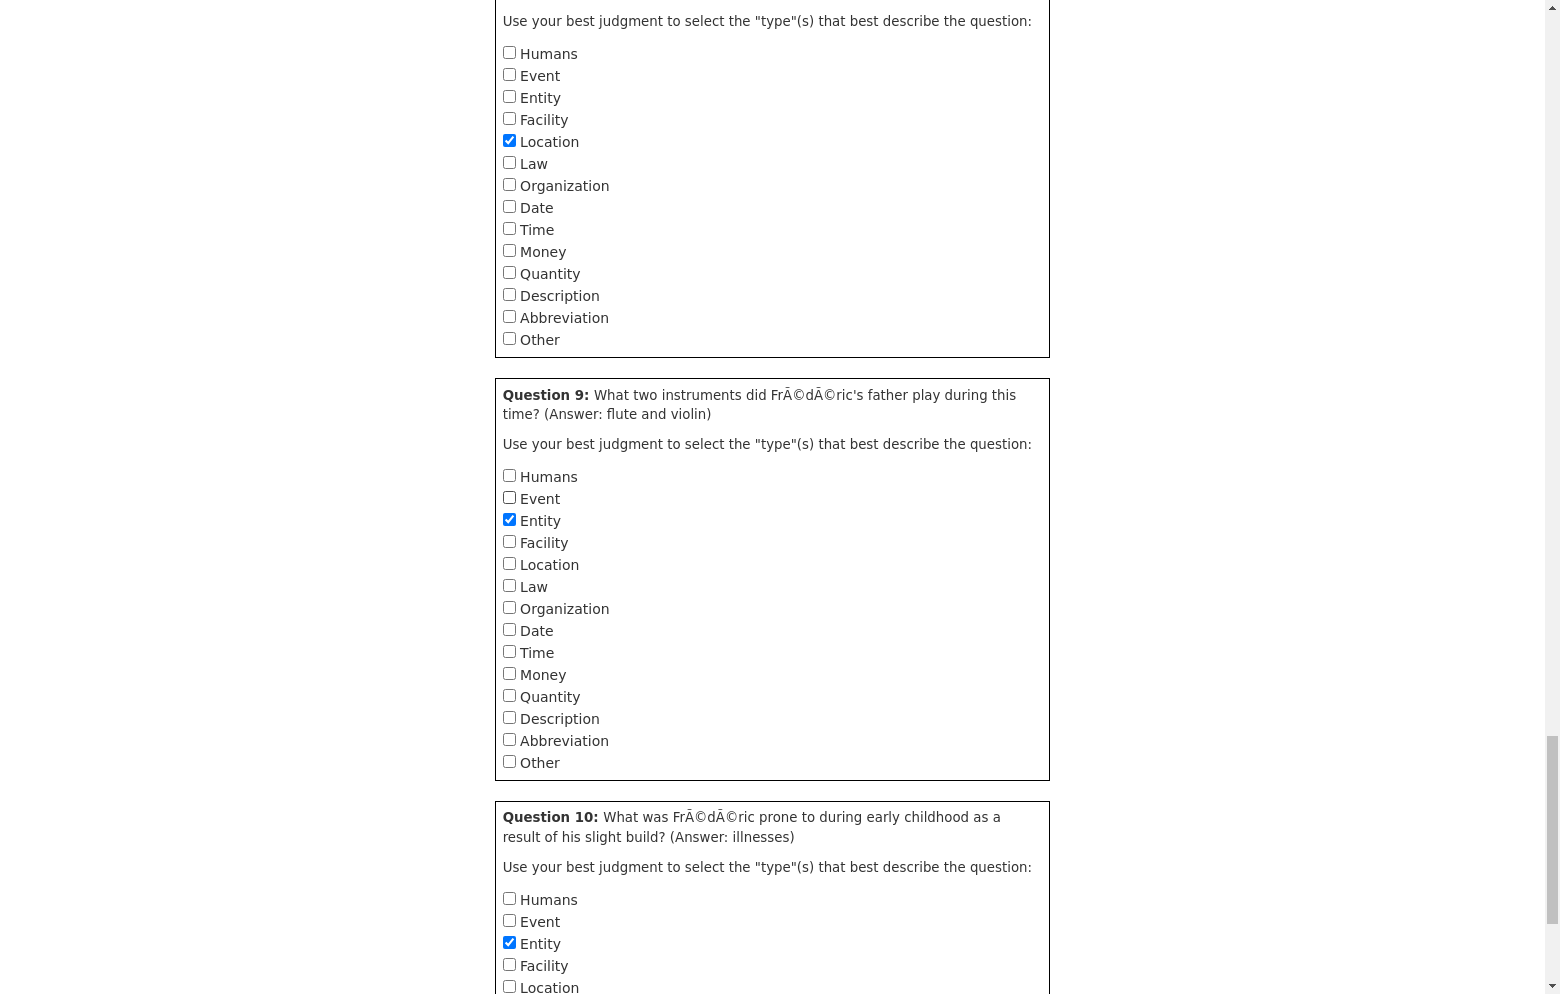 Use your best judgment to select the "type"(s) that best describe the question:
Humans
Event
Entity
Facility
Location
Law
Organization
Date
Time
Money
Quantity
Description
Abbreviation
Other
Question 9: What two instruments did FrÃ©dÃ©ric's father play during this
time? (Answer: flute and violin)
Use your best judgment to select the "type"(s) that best describe the question:
Humans
Event
Entity
Facility
Location
Law
Organization
Date
Time
Money
Quantity
Description
Abbreviation
Other
Question 10: What was FrÃ©dÃ©ric prone to during early childhood as a
result of his slight build? (Answer: illnesses)
Use your best judgment to select the "type"(s) that best describe the question:
Humans
Event
Entity
Facility
Location